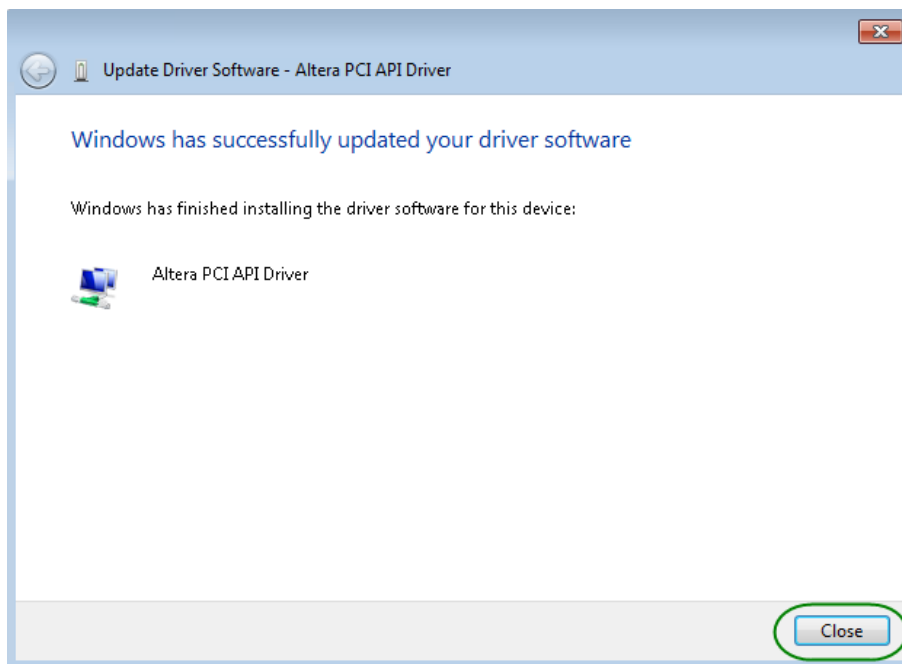 Update Driver Software - Altera PCI API Driver
Windows has successfully updated your driver software
Windows has finished installing the driver software for this device:
Altera PCI API Driver
Close